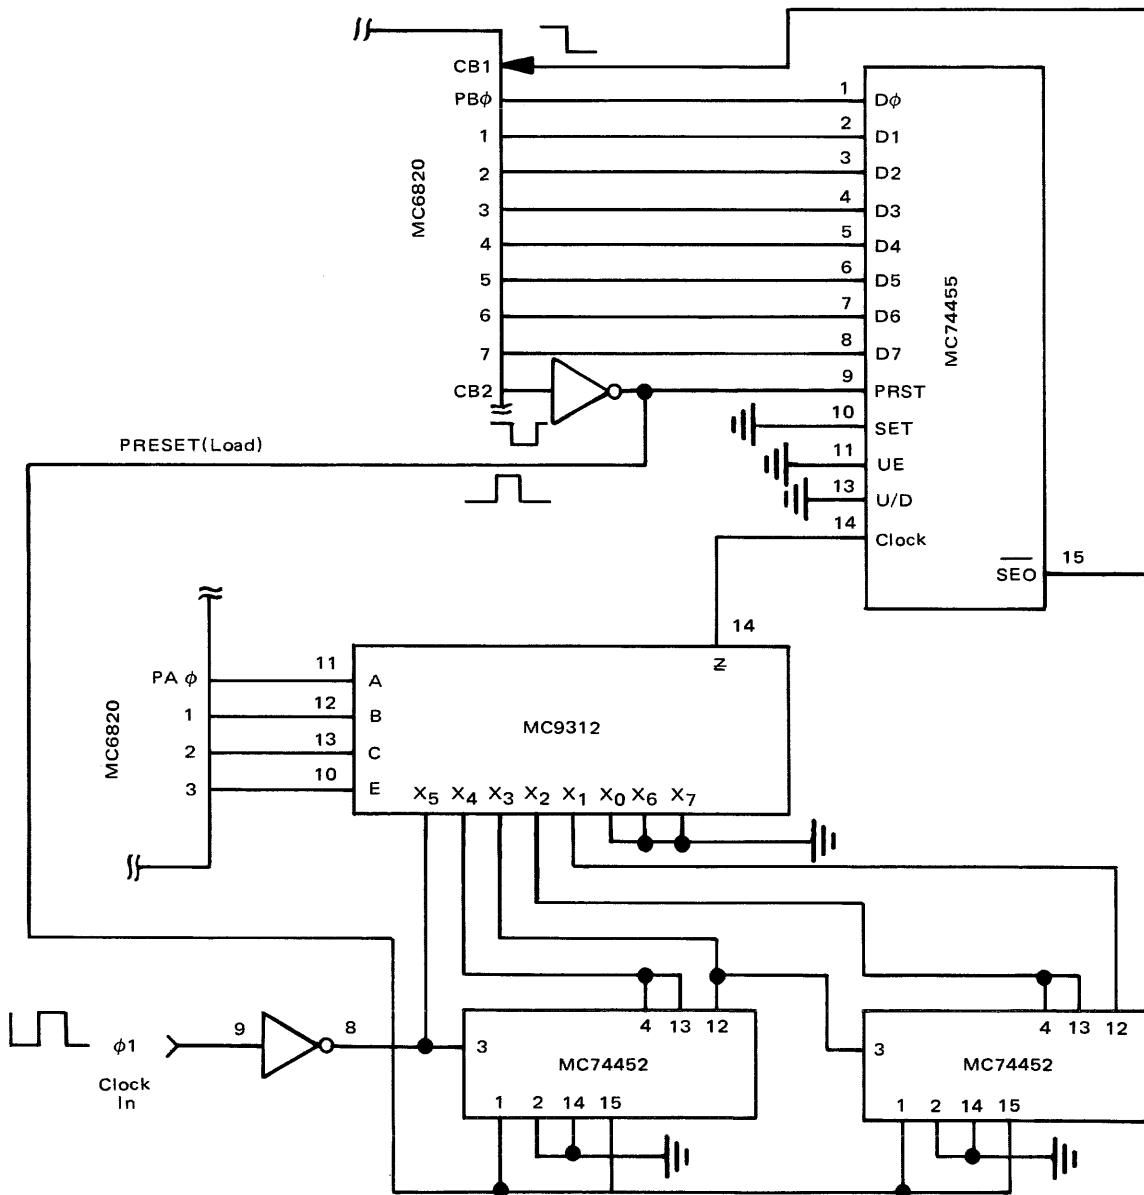 CB1
PBϕ 1 Dϕ
1 2 D1
2 3 D2
3 4 D3
4 5 D4
5 6 D5
6 7 D6
7 8 D7
CB2 9 PRST
10 SET
11 UE
13 U/D
14 Clock
SEO 15
MC6820
MC74455
PRESET(Load)
14
Z
PA ϕ 11 A
1 12 B
2 13 C
3 10 E
MC6820
MC9312
X5 X4 X3 X2 X1 X0 X6 X7
ϕ1
Clock
In
9 8
4 13 12
3
MC74452
1 2 14 15
4 13 12
3
MC74452
1 2 14 15